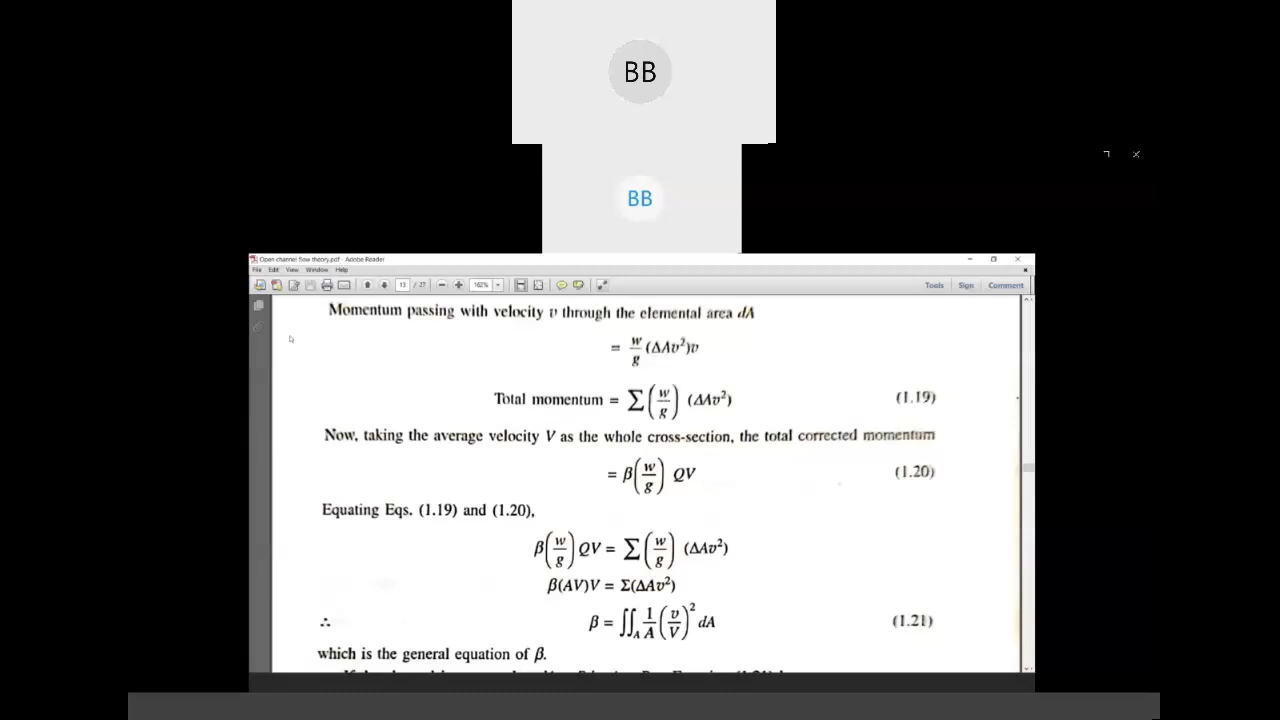 BB
BB
Open channel flow theory.pdf - Adobe Reader
File Edit View Window Help
13 / 27 162% Tools Sign Comment
Momentum passing with velocity v through the elemental area dA
= w/g (ΔAv²)v
Total momentum = Σ(w/g) (ΔAv²) (1.19)
Now, taking the average velocity V as the whole cross-section, the total corrected momentum
= β(w/g) QV (1.20)
Equating Eqs. (1.19) and (1.20),
β(w/g) QV = Σ(w/g) (ΔAv²)
β(AV)V = Σ(ΔAv²)
∴ β = ∬_A 1/A (v/V)² dA (1.21)
which is the general equation of β.